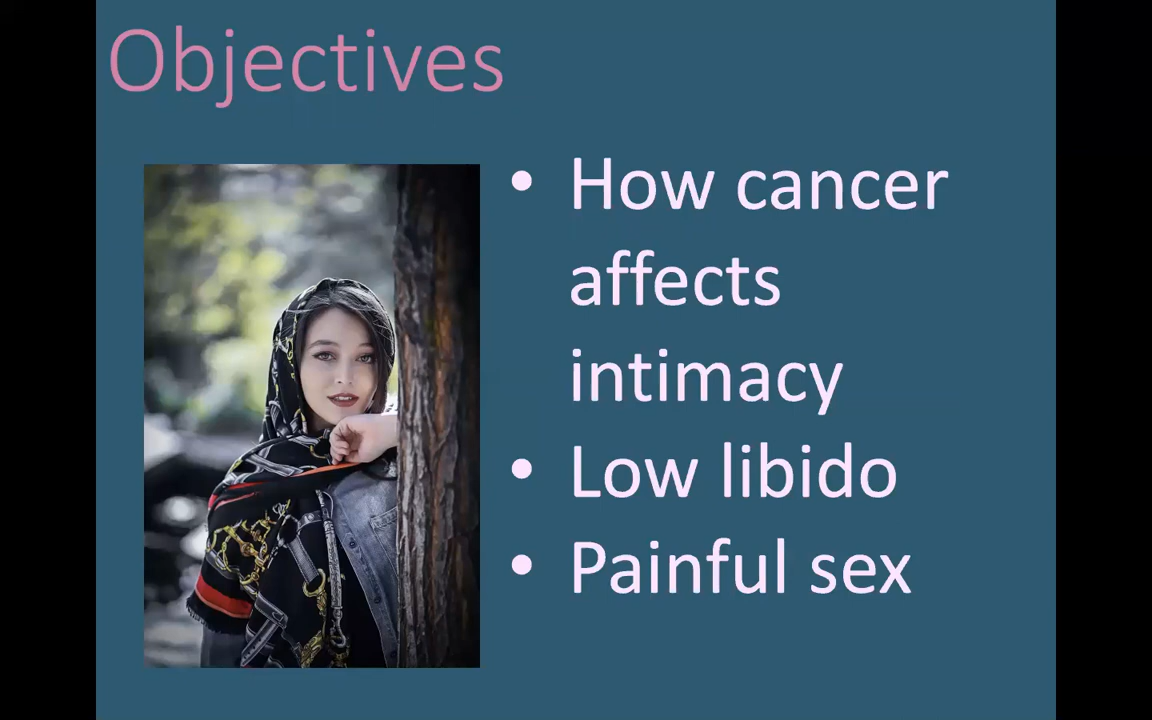 Objectives
• How cancer
affects
intimacy
• Low libido
• Painful sex